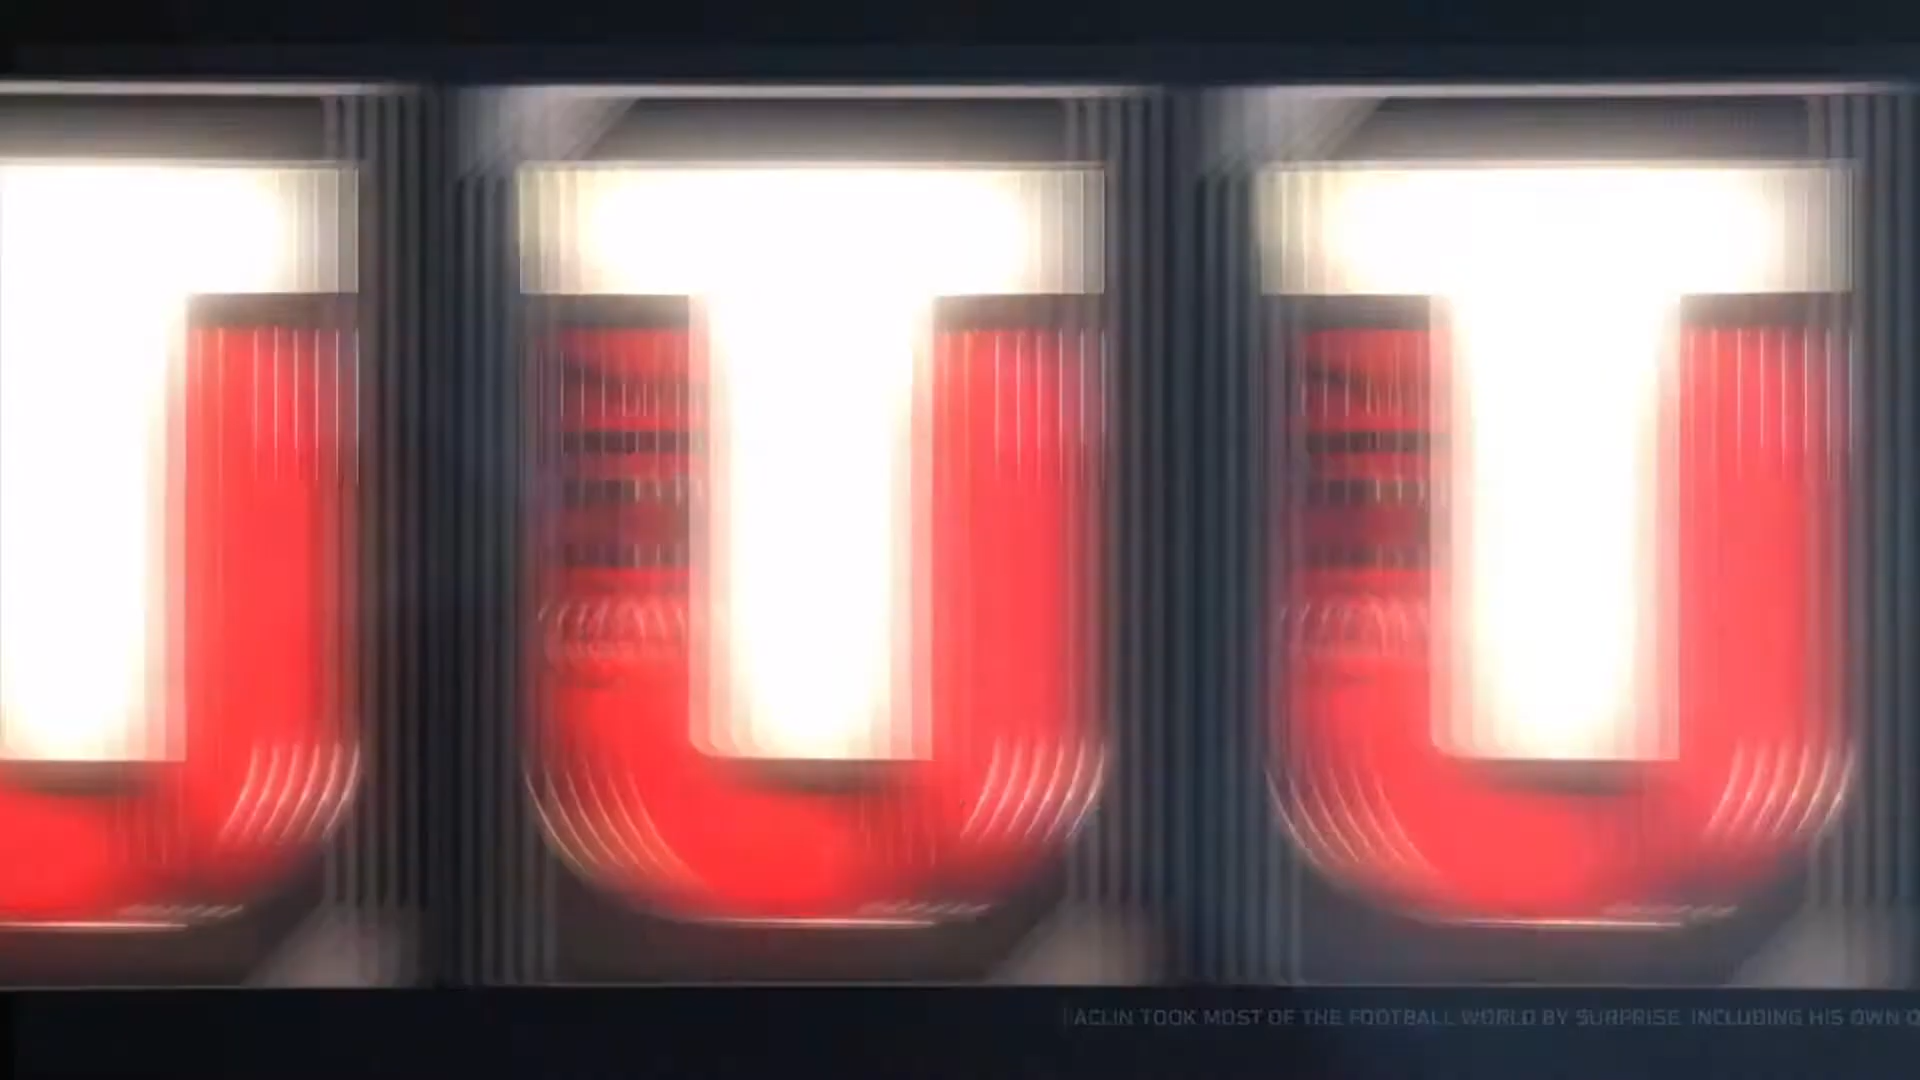 T T T
ACLIN TOOK MOST OF THE FOOTBALL WORLD BY SURPRISE, INCLUDING HIS OWN